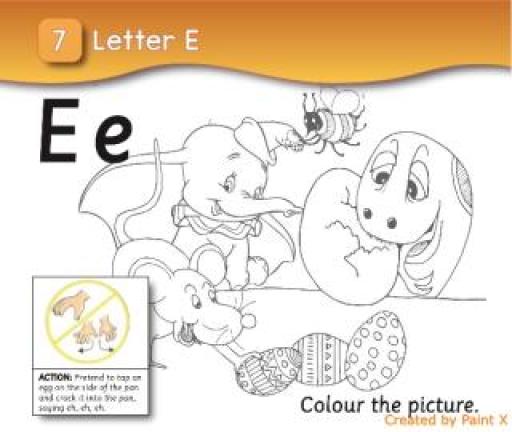 7 Letter E
E e
ACTION: Pretend to tap an
egg on the side of the pan
and crack it into the pan,
saying eh, eh, eh.
Colour the picture.
Created by Paint X